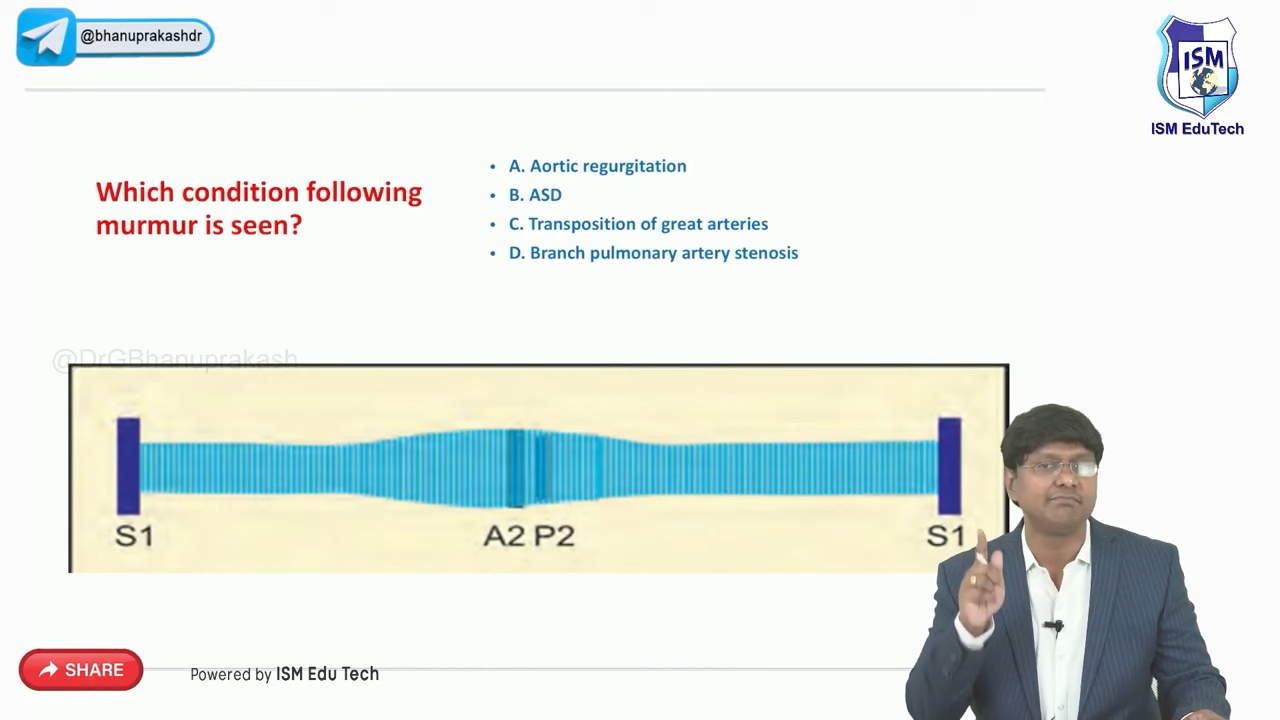 @bhanuprakashdr
ISM
ISM EduTech
Which condition following
murmur is seen?
• A. Aortic regurgitation
• B. ASD
• C. Transposition of great arteries
• D. Branch pulmonary artery stenosis
@DrGBhanuprakash
S1
A2 P2
S1
SHARE
Powered by ISM Edu Tech